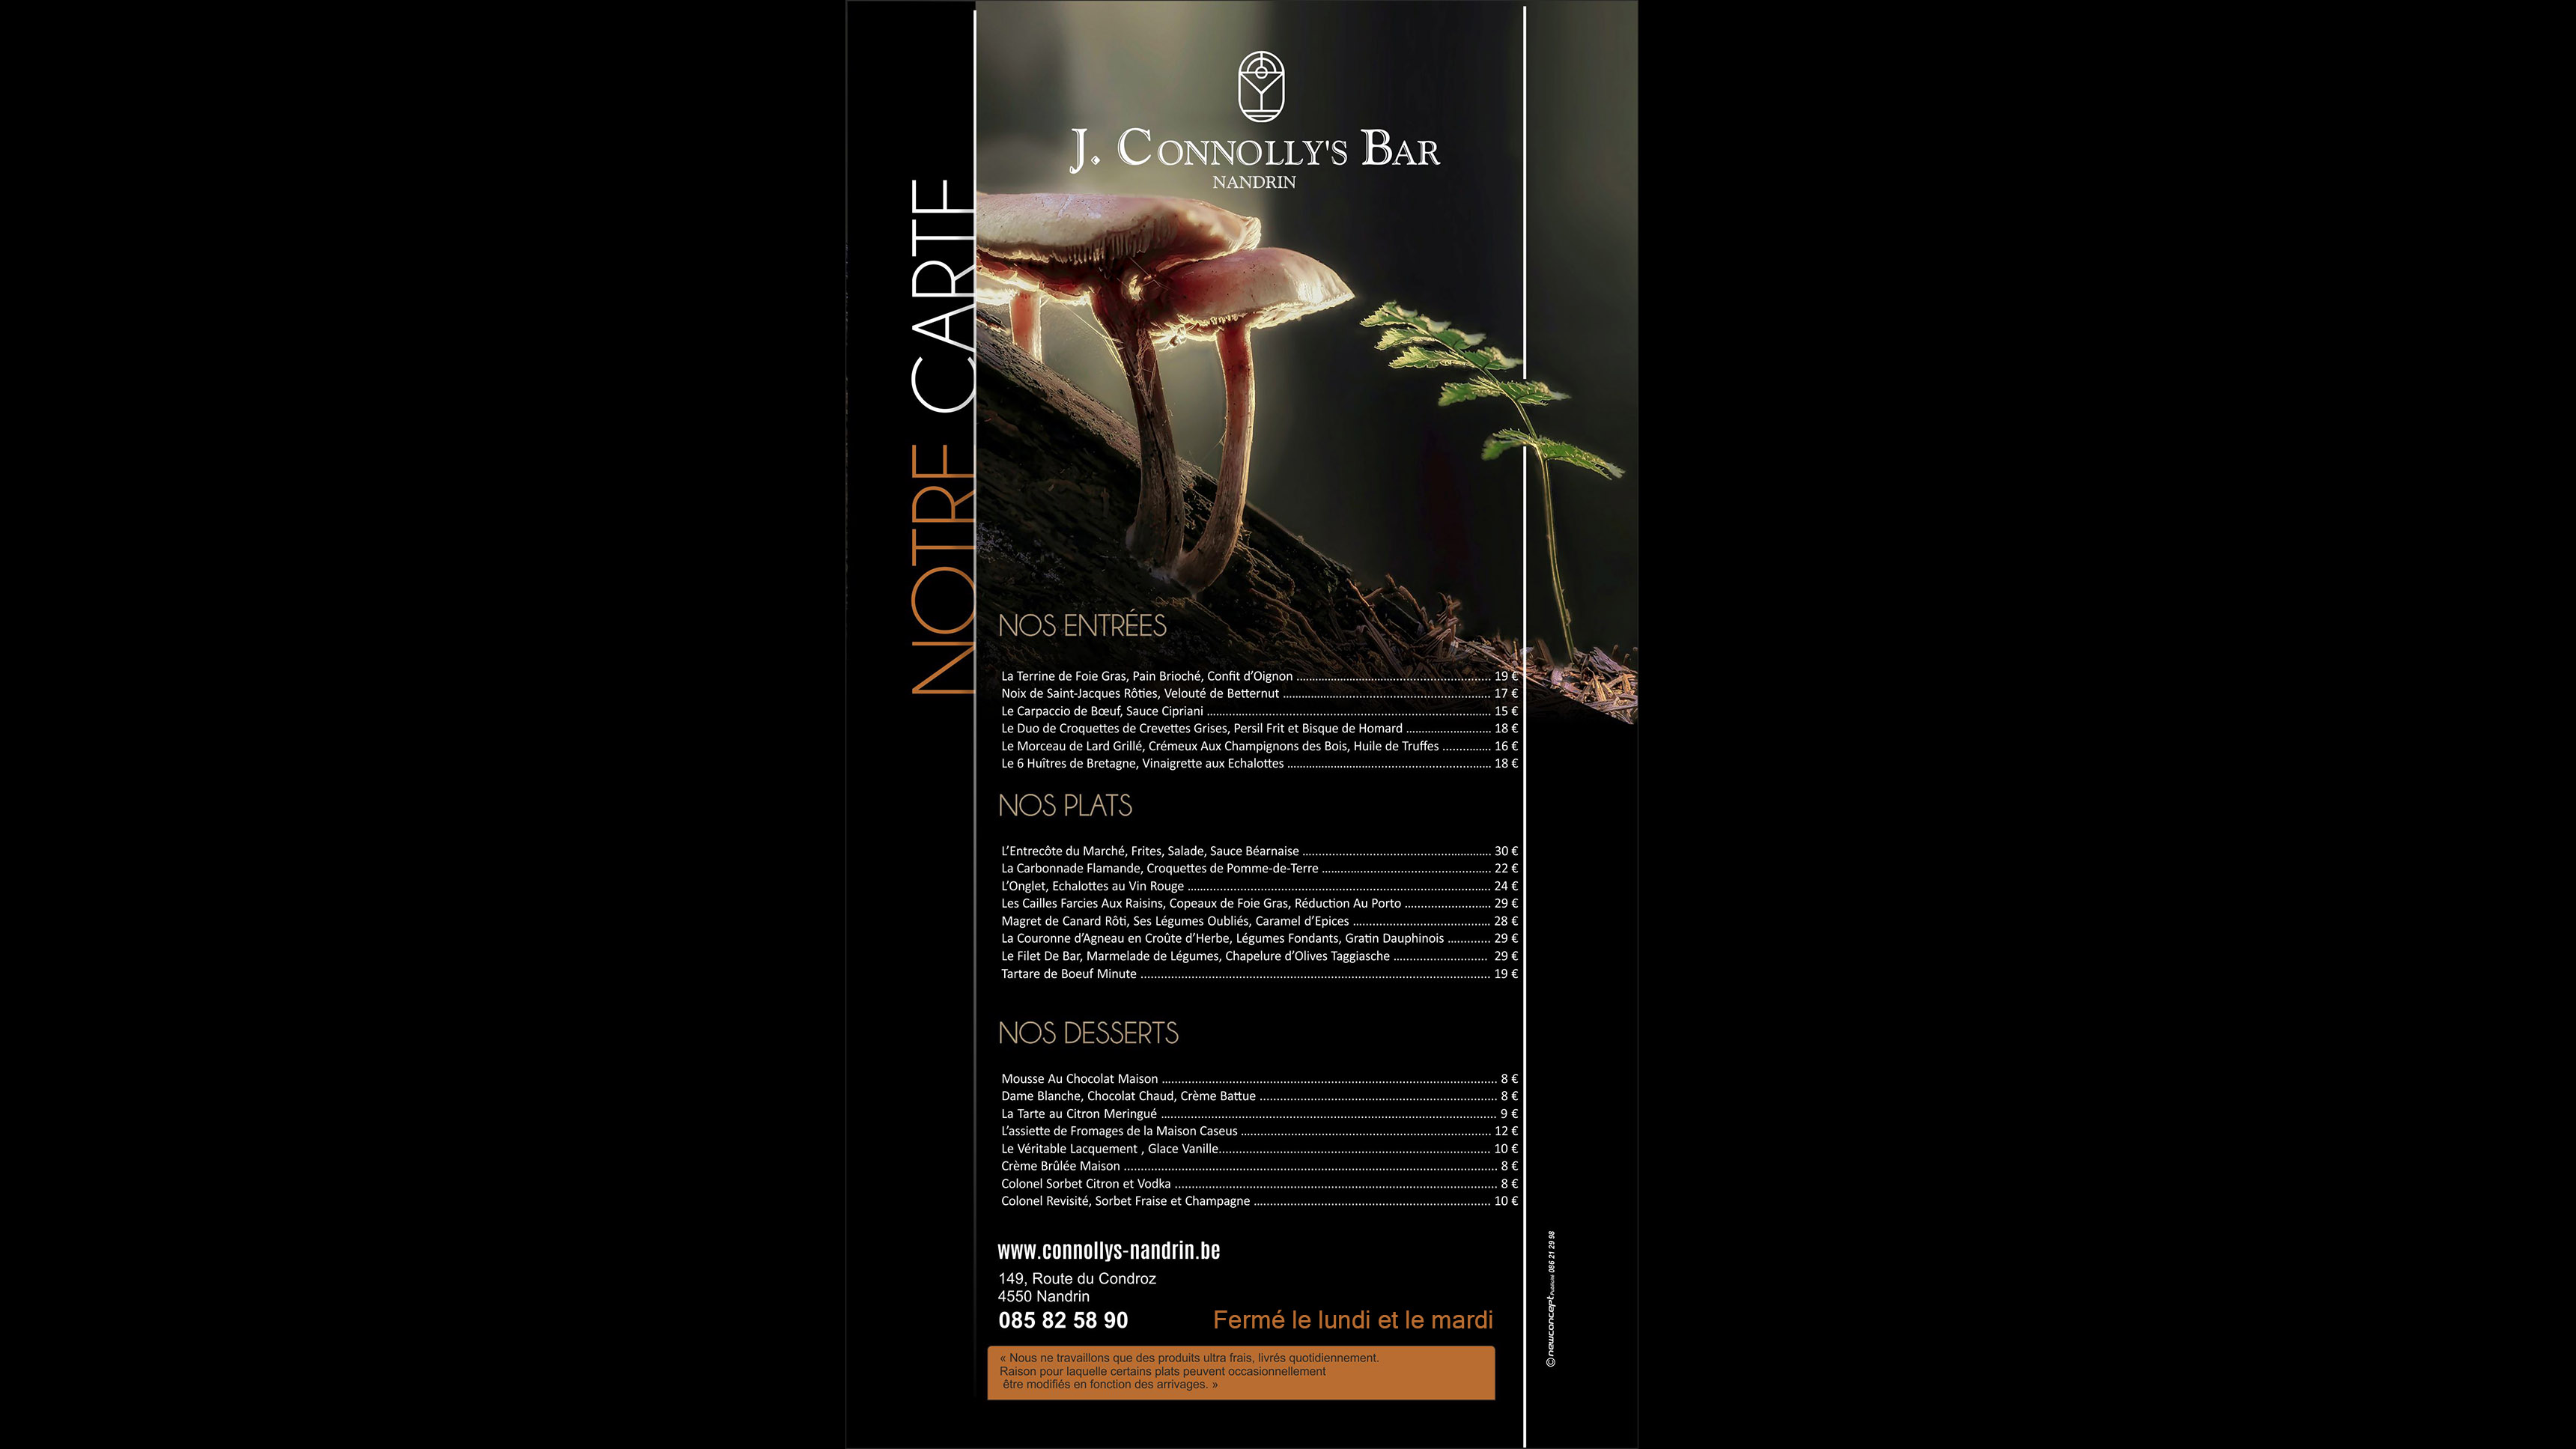 NOTRE CARTE
J. CONNOLLY'S BAR
NANDRIN
NOS ENTRÉES
La Terrine de Foie Gras, Pain Brioché, Confit d’Oignon ........ 19 €
Noix de Saint-Jacques Rôties, Velouté de Betternut ........ 17 €
Le Carpaccio de Bœuf, Sauce Cipriani ........ 15 €
Le Duo de Croquettes de Crevettes Grises, Persil Frit et Bisque de Homard ........ 18 €
Le Morceau de Lard Grillé, Crémeux Aux Champignons des Bois, Huile de Truffes ........ 16 €
Le 6 Huîtres de Bretagne, Vinaigrette aux Echalottes ........ 18 €
NOS PLATS
L’Entrecôte du Marché, Frites, Salade, Sauce Béarnaise ........ 30 €
La Carbonnade Flamande, Croquettes de Pomme-de-Terre ........ 22 €
L’Onglet, Echalottes au Vin Rouge ........ 24 €
Les Cailles Farcies Aux Raisins, Copeaux de Foie Gras, Réduction Au Porto ........ 29 €
Magret de Canard Rôti, Ses Légumes Oubliés, Caramel d’Epices ........ 28 €
La Couronne d’Agneau en Croûte d’Herbe, Légumes Fondants, Gratin Dauphinois ........ 29 €
Le Filet De Bar, Marmelade de Légumes, Chapelure d’Olives Taggiasche ........ 29 €
Tartare de Boeuf Minute ........ 19 €
NOS DESSERTS
Mousse Au Chocolat Maison ........ 8 €
Dame Blanche, Chocolat Chaud, Crème Battue ........ 8 €
La Tarte au Citron Meringué ........ 9 €
L’assiette de Fromages de la Maison Caseus ........ 12 €
Le Véritable Lacquement , Glace Vanille........ 10 €
Crème Brûlée Maison ........ 8 €
Colonel Sorbet Citron et Vodka ........ 8 €
Colonel Revisité, Sorbet Fraise et Champagne ........ 10 €
www.connollys-nandrin.be
149, Route du Condroz
4550 Nandrin
085 82 58 90
Fermé le lundi et le mardi
« Nous ne travaillons que des produits ultra frais, livrés quotidiennement.
Raison pour laquelle certains plats peuvent occasionnellement
être modifiés en fonction des arrivages. »
© newconcept Publicité 086 21 29 98